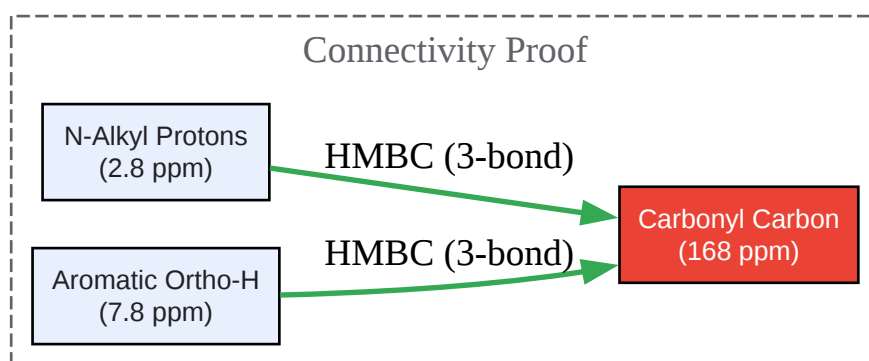 Connectivity Proof
N-Alkyl Protons
(2.8 ppm)
HMBC (3-bond)
Carbonyl Carbon
(168 ppm)
HMBC (3-bond)
Aromatic Ortho-H
(7.8 ppm)